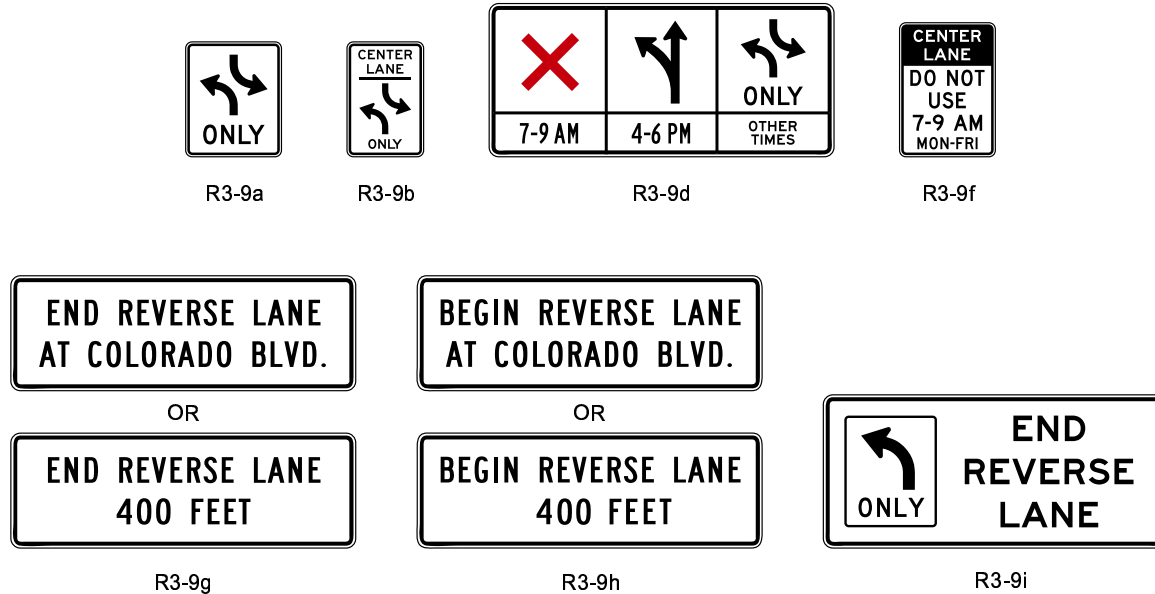 ONLY
R3-9a
CENTER
LANE
ONLY
R3-9b
7-9 AM
4-6 PM
ONLY
OTHER
TIMES
R3-9d
CENTER
LANE
DO NOT
USE
7-9 AM
MON-FRI
R3-9f
END REVERSE LANE
AT COLORADO BLVD.
OR
END REVERSE LANE
400 FEET
R3-9g
BEGIN REVERSE LANE
AT COLORADO BLVD.
OR
BEGIN REVERSE LANE
400 FEET
R3-9h
ONLY
END
REVERSE
LANE
R3-9i